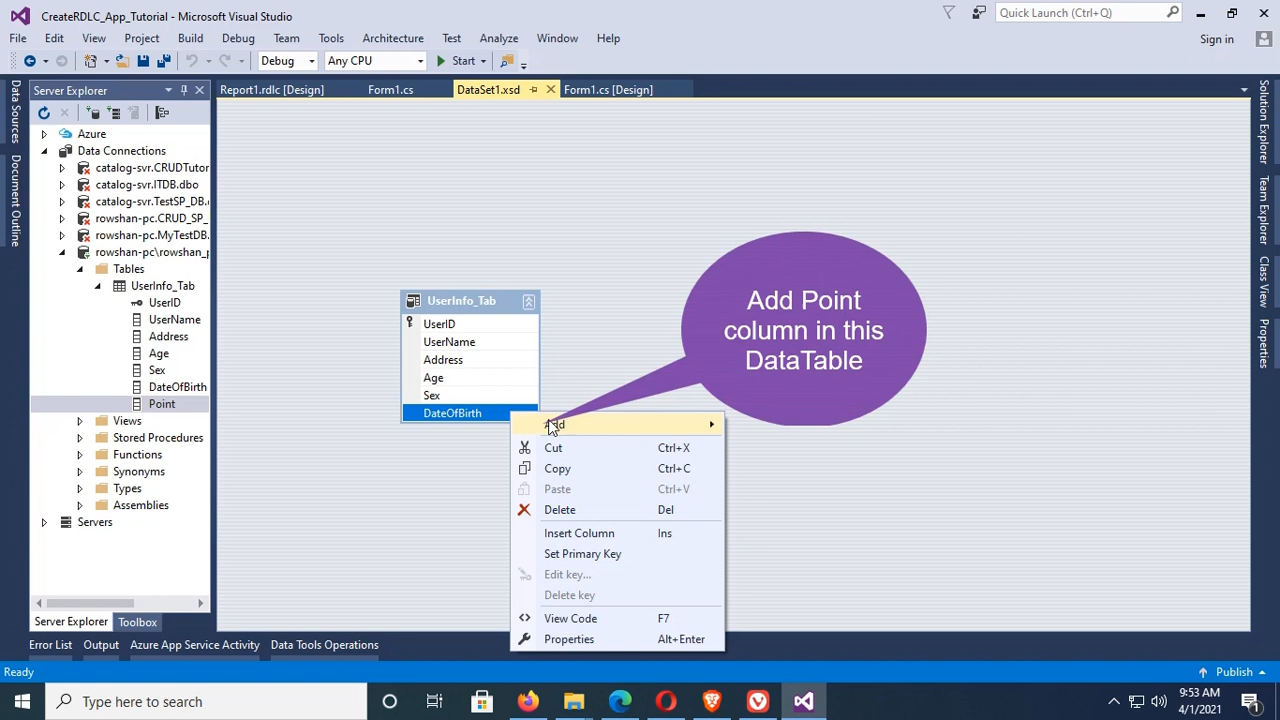 CreateRDLC_App_Tutorial - Microsoft Visual Studio
Quick Launch (Ctrl+Q)
File Edit View Project Build Debug Team Tools Architecture Test Analyze Window Help
Sign in
Debug Any CPU Start
Server Explorer
Report1.rdlc [Design] Form1.cs DataSet1.xsd Form1.cs [Design]
Data Sources
Document Outline
Solution Explorer
Team Explorer
Class View
Properties
Azure
Data Connections
catalog-svr.CRUDTutor
catalog-svr.ITDB.dbo
catalog-svr.TestSP_DB.
rowshan-pc.CRUD_SP_
rowshan-pc.MyTestDB.
rowshan-pc\rowshan_
Tables
UserInfo_Tab
UserID
UserName
Address
Age
Sex
DateOfBirth
Point
Views
Stored Procedures
Functions
Synonyms
Types
Assemblies
Servers
Server Explorer Toolbox
UserInfo_Tab
UserID
UserName
Address
Age
Sex
DateOfBirth
Add Point
column in this
DataTable
Cut Ctrl+X
Copy Ctrl+C
Paste Ctrl+V
Delete Del
Insert Column Ins
Set Primary Key
Edit key...
Delete key
View Code F7
Properties Alt+Enter
Error List Output Azure App Service Activity Data Tools Operations
Ready
Publish
Type here to search
9:53 AM
4/1/2021